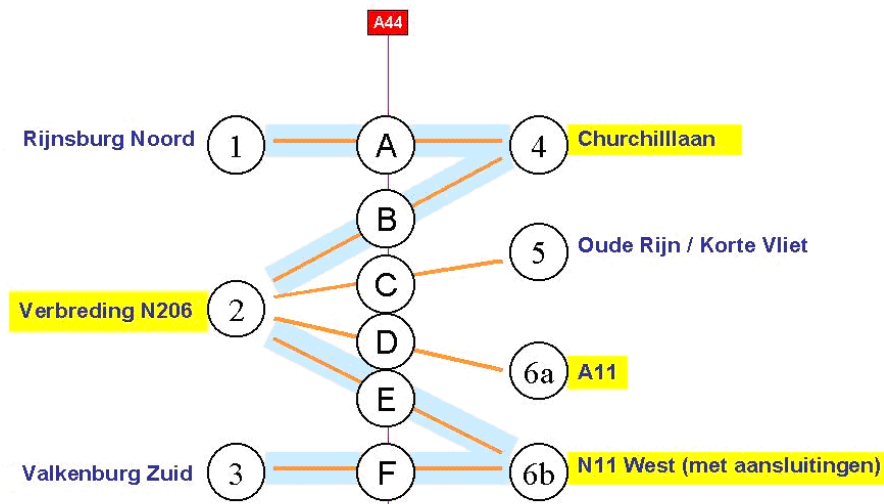 A44
Rijnsburg Noord 1 A 4 Churchilllaan
B
5 Oude Rijn / Korte Vliet
C
Verbreding N206 2
D
6a A11
E
Valkenburg Zuid 3 F 6b N11 West (met aansluitingen)